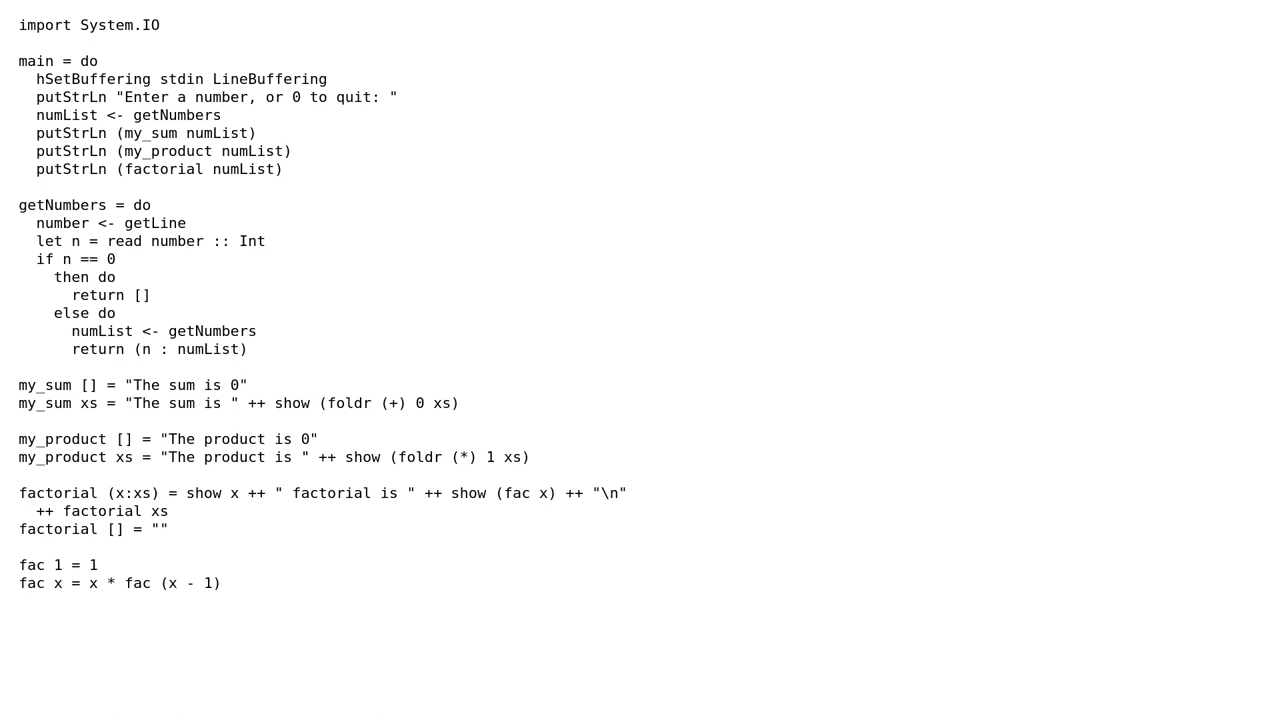 import System.IO

main = do
  hSetBuffering stdin LineBuffering
  putStrLn "Enter a number, or 0 to quit: "
  numList <- getNumbers
  putStrLn (my_sum numList)
  putStrLn (my_product numList)
  putStrLn (factorial numList)

getNumbers = do
  number <- getLine
  let n = read number :: Int
  if n == 0
    then do
      return []
    else do
      numList <- getNumbers
      return (n : numList)

my_sum [] = "The sum is 0"
my_sum xs = "The sum is " ++ show (foldr (+) 0 xs)

my_product [] = "The product is 0"
my_product xs = "The product is " ++ show (foldr (*) 1 xs)

factorial (x:xs) = show x ++ " factorial is " ++ show (fac x) ++ "\n"
  ++ factorial xs
factorial [] = ""

fac 1 = 1
fac x = x * fac (x - 1)